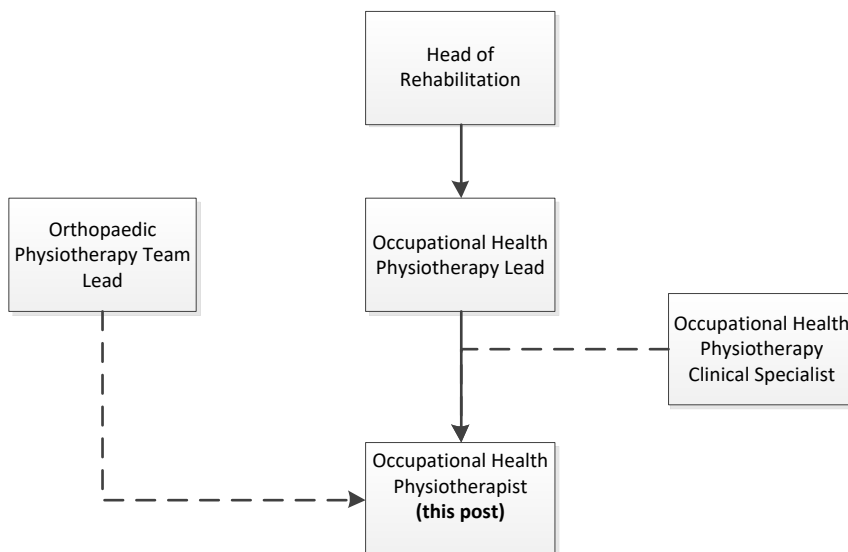 Head of
Rehabilitation
Orthopaedic
Physiotherapy Team
Lead
Occupational Health
Physiotherapy Lead
Occupational Health
Physiotherapy
Clinical Specialist
Occupational Health
Physiotherapist
(this post)